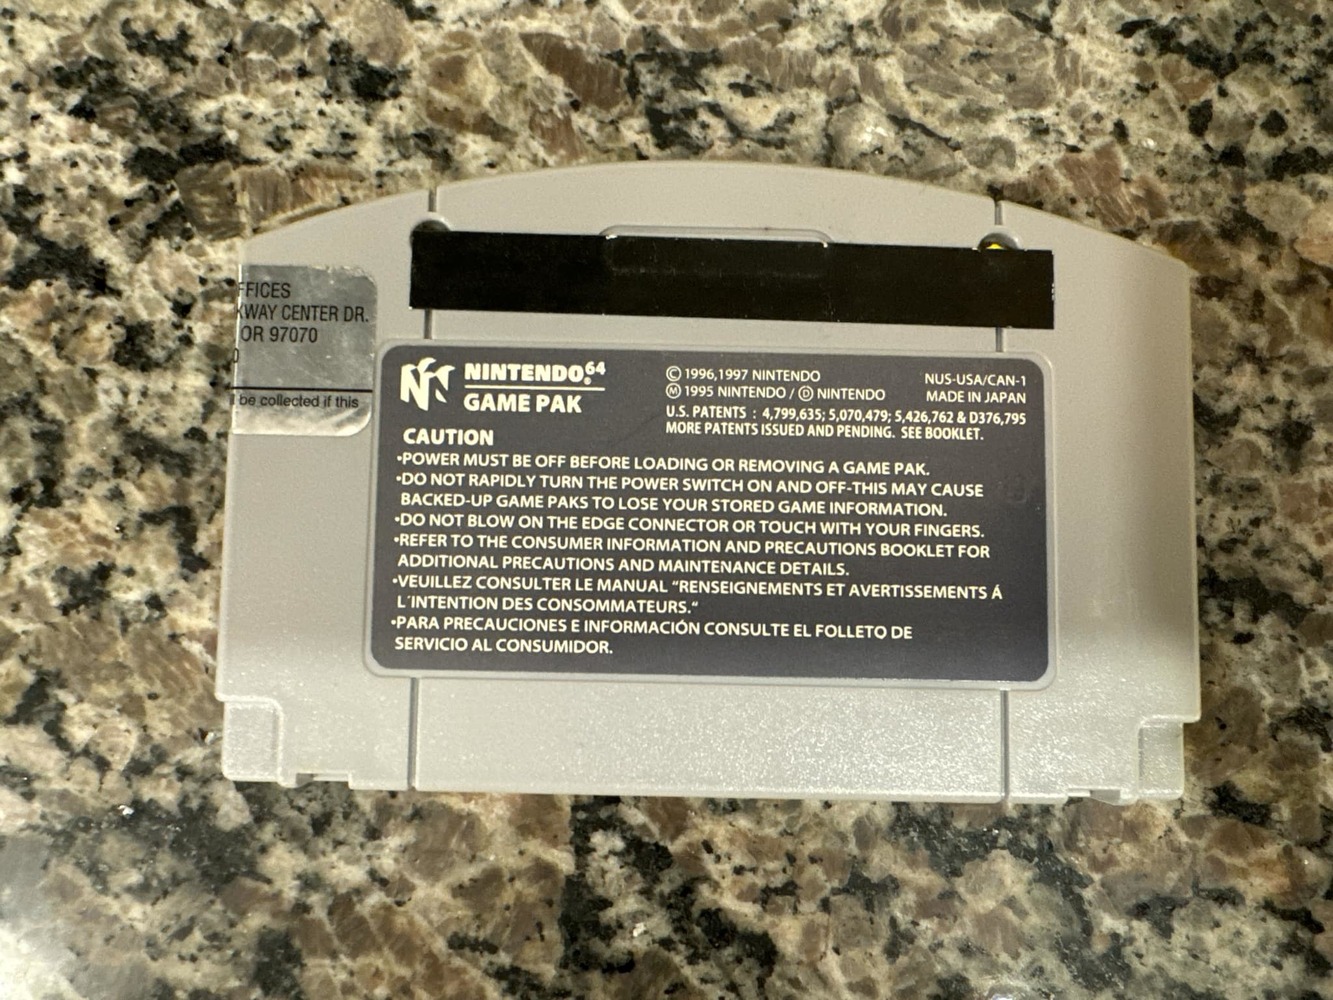 FFICES
KWAY CENTER DR.
OR 97070
be collected if this
NINTENDO⁶⁴®
GAME PAK
© 1996,1997 NINTENDO
Ⓜ 1995 NINTENDO / Ⓓ NINTENDO
NUS-USA/CAN-1
MADE IN JAPAN
U.S. PATENTS : 4,799,635; 5,070,479; 5,426,762 & D376,795
MORE PATENTS ISSUED AND PENDING. SEE BOOKLET.
CAUTION
•POWER MUST BE OFF BEFORE LOADING OR REMOVING A GAME PAK.
•DO NOT RAPIDLY TURN THE POWER SWITCH ON AND OFF-THIS MAY CAUSE
BACKED-UP GAME PAKS TO LOSE YOUR STORED GAME INFORMATION.
•DO NOT BLOW ON THE EDGE CONNECTOR OR TOUCH WITH YOUR FINGERS.
•REFER TO THE CONSUMER INFORMATION AND PRECAUTIONS BOOKLET FOR
ADDITIONAL PRECAUTIONS AND MAINTENANCE DETAILS.
•VEUILLEZ CONSULTER LE MANUAL "RENSEIGNEMENTS ET AVERTISSEMENTS Á
L'INTENTION DES CONSOMMATEURS."
•PARA PRECAUCIONES E INFORMACIÓN CONSULTE EL FOLLETO DE
SERVICIO AL CONSUMIDOR.